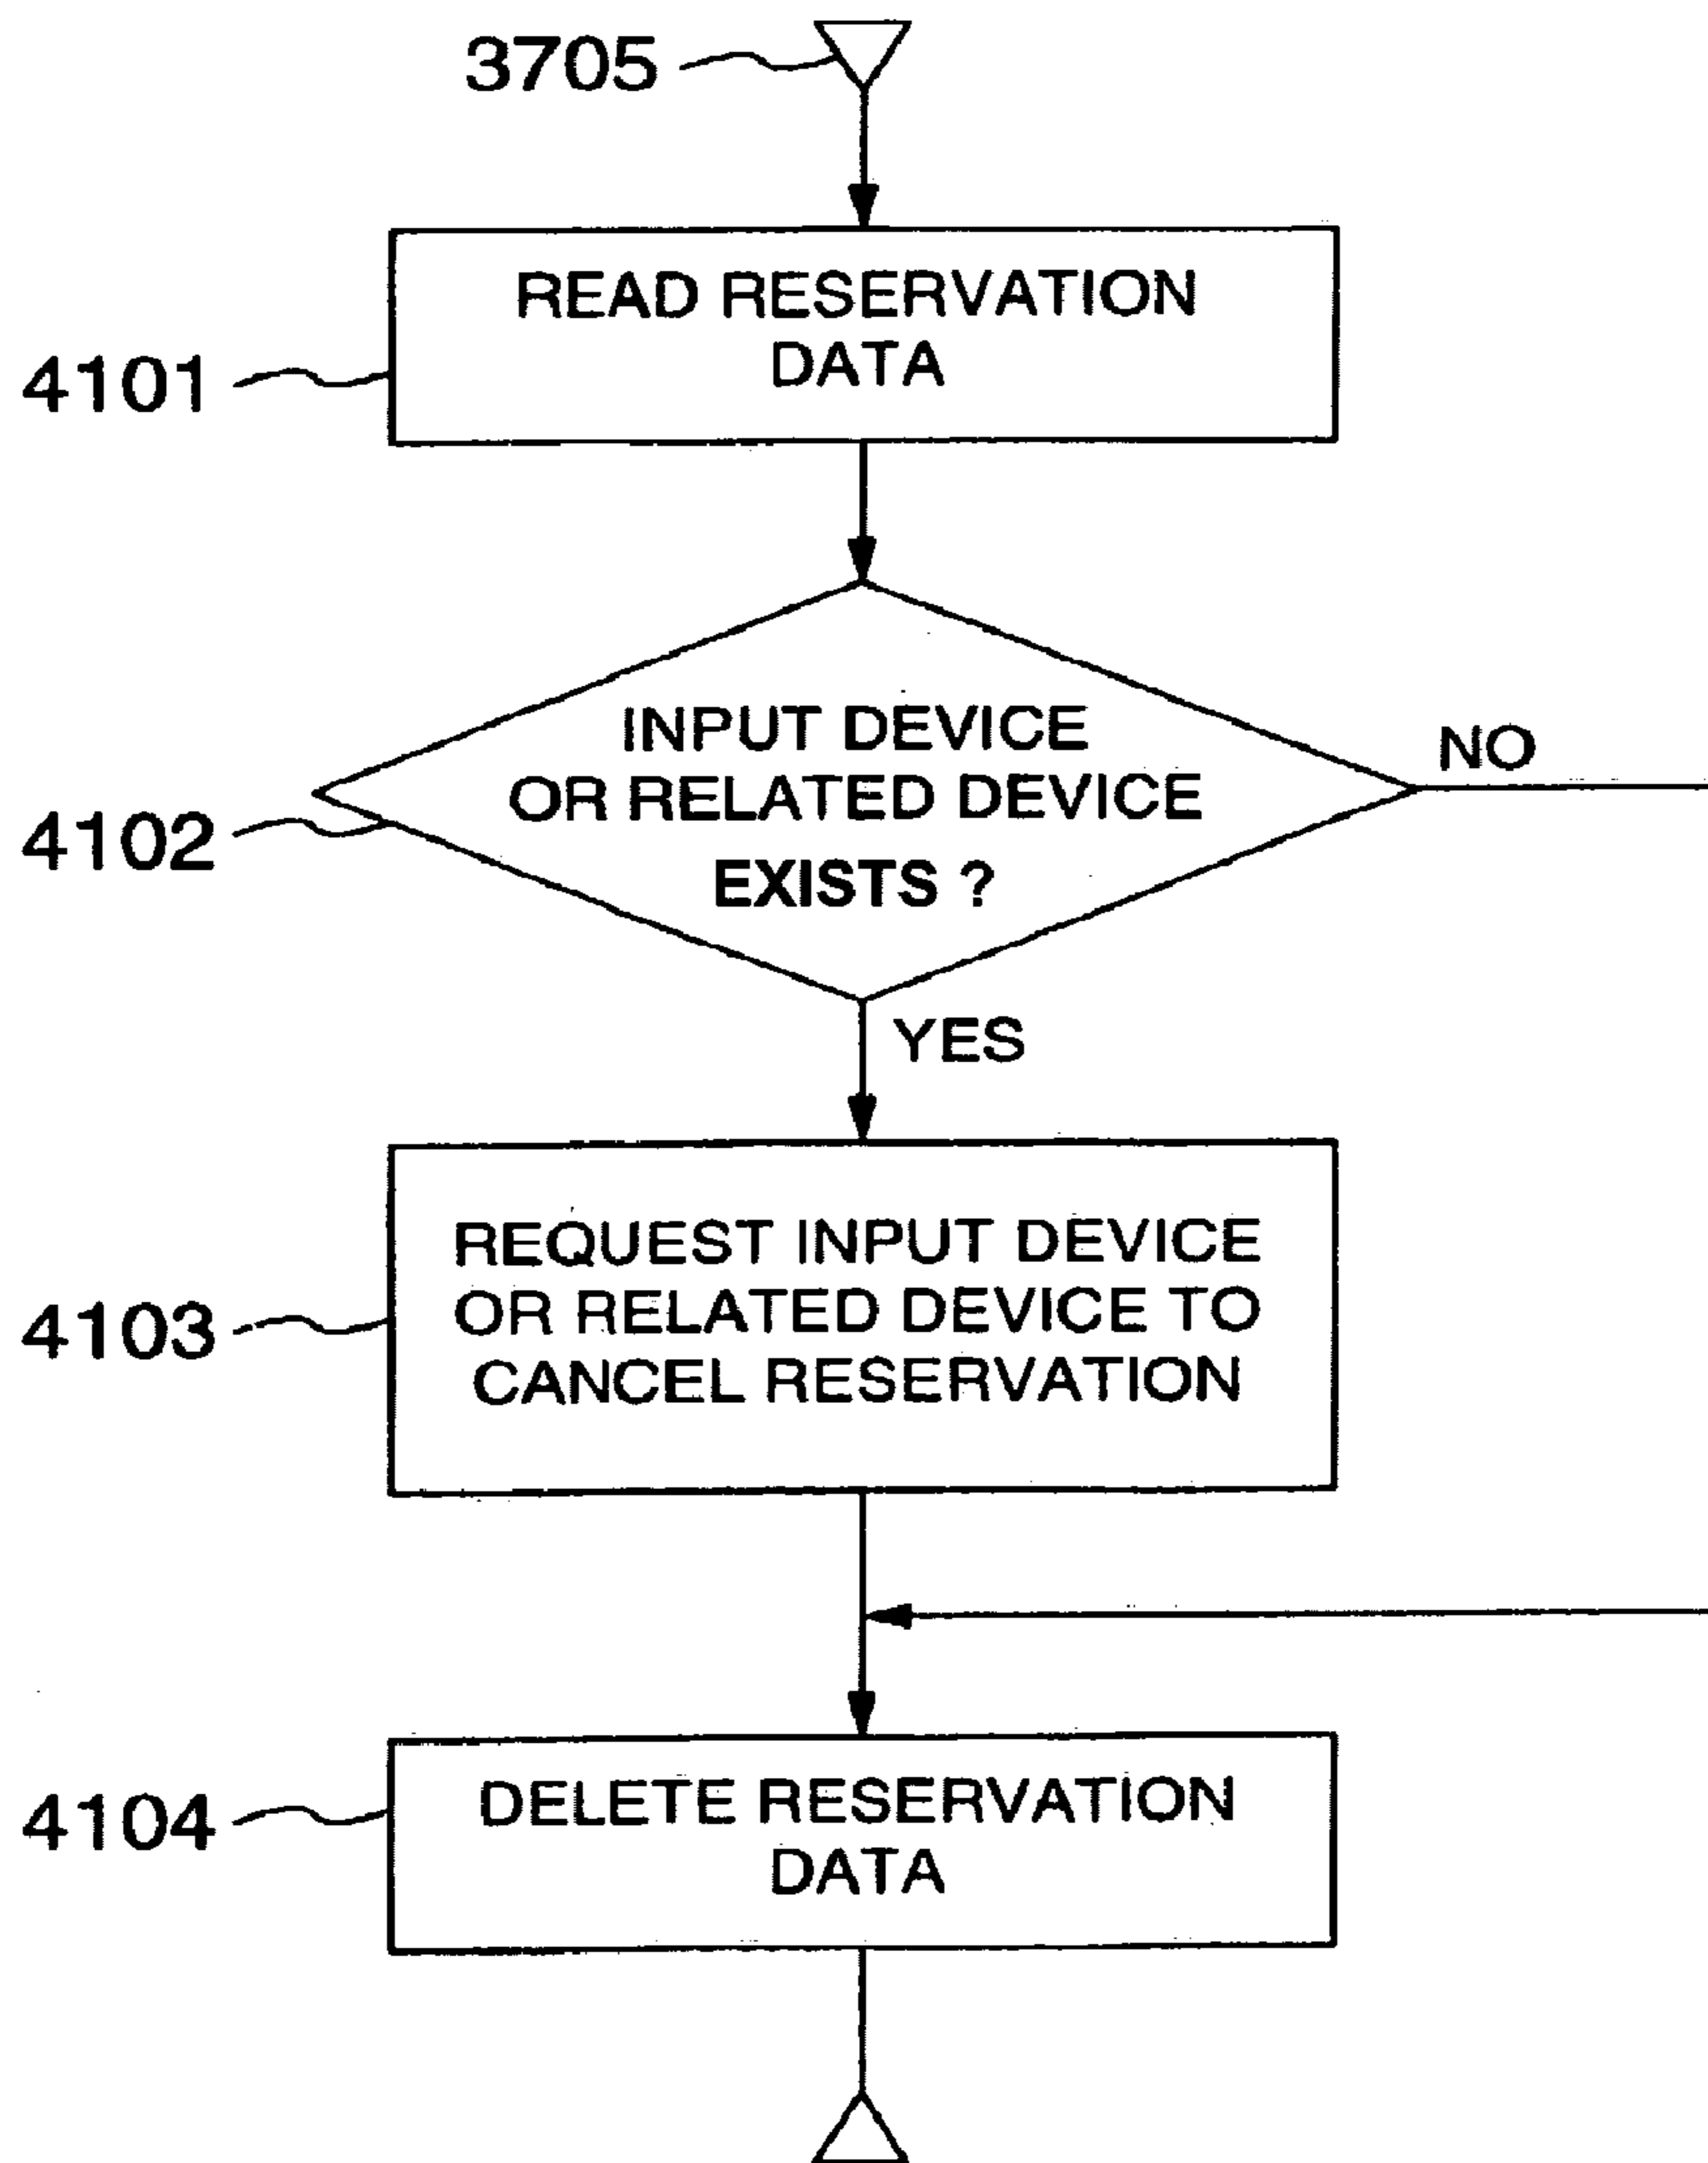 3705
READ RESERVATION
DATA
4101
INPUT DEVICE
OR RELATED DEVICE
EXISTS ?
NO
4102
YES
REQUEST INPUT DEVICE
OR RELATED DEVICE TO
CANCEL RESERVATION
4103
DELETE RESERVATION
DATA
4104